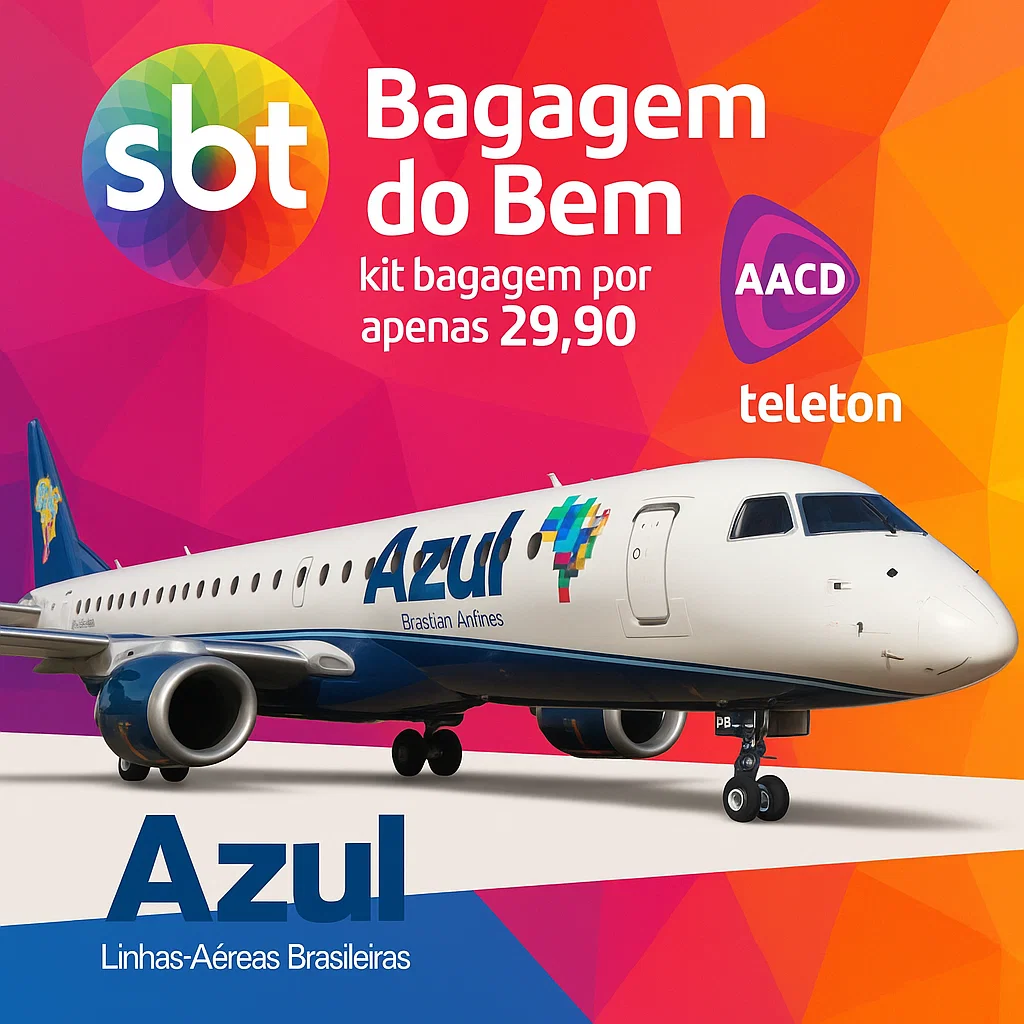 sbt
Bagagem
do Bem
kit bagagem por
apenas 29,90
AACD
teleton
Azul
Brastian Anfines
PB
Azul
Linhas-Aéreas Brasileiras